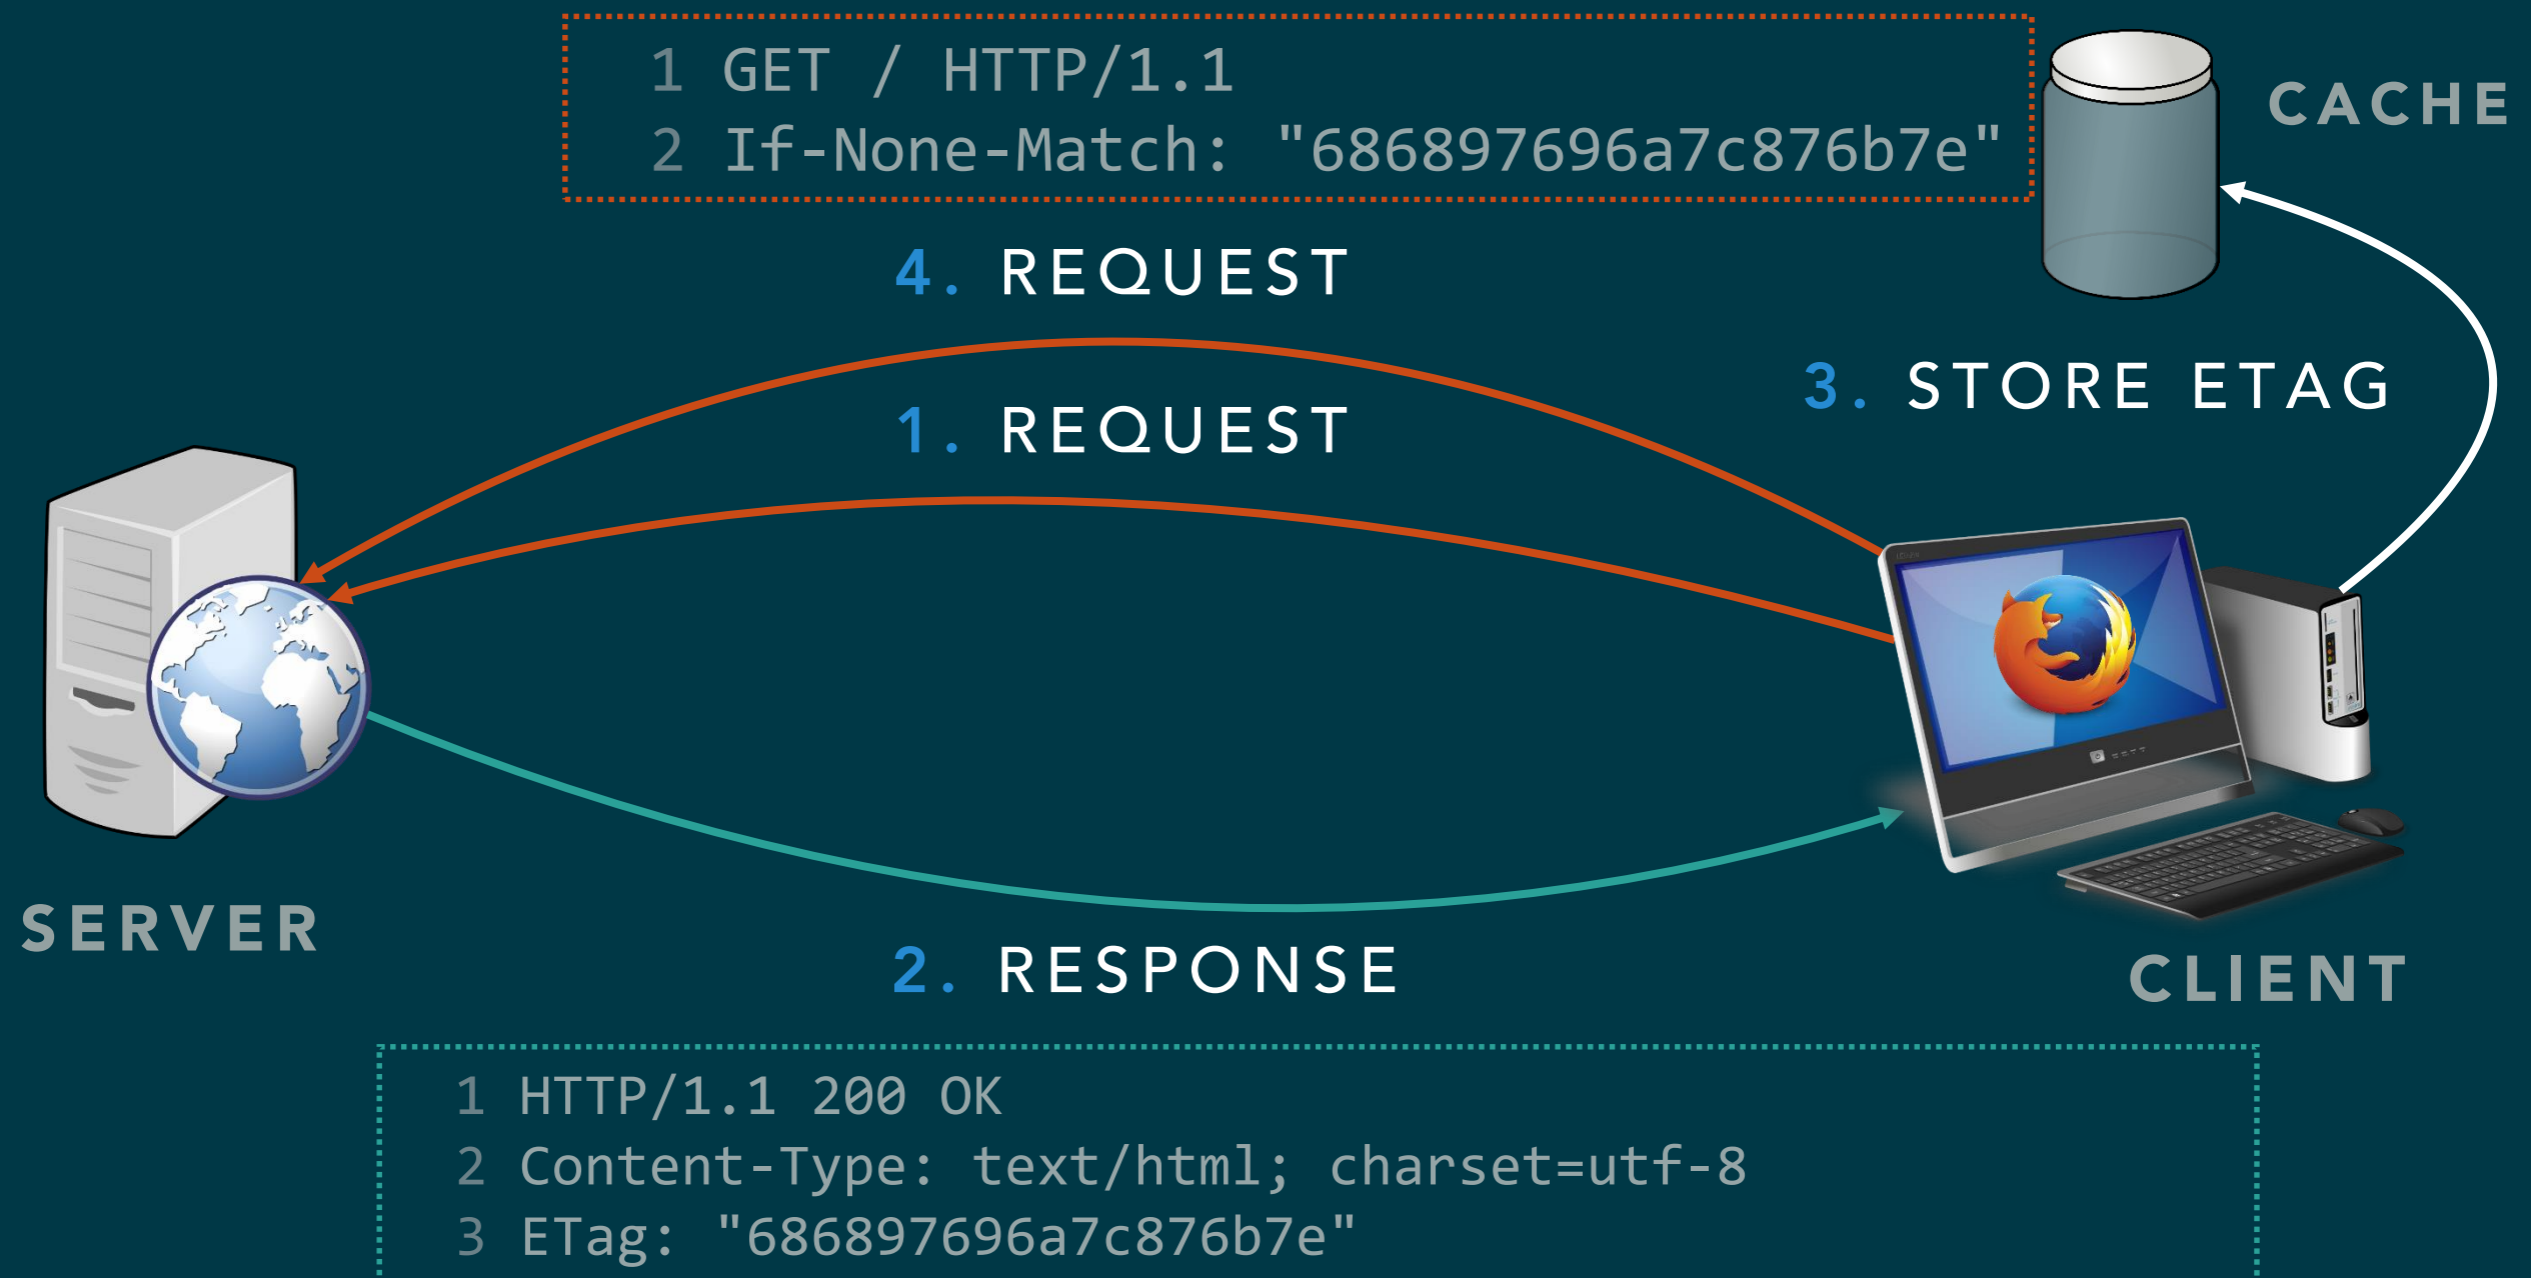 1 GET / HTTP/1.1
2 If-None-Match: "686897696a7c876b7e"
CACHE
4. REQUEST
3. STORE ETAG
1. REQUEST
SERVER
2. RESPONSE
CLIENT
1 HTTP/1.1 200 OK
2 Content-Type: text/html; charset=utf-8
3 ETag: "686897696a7c876b7e"